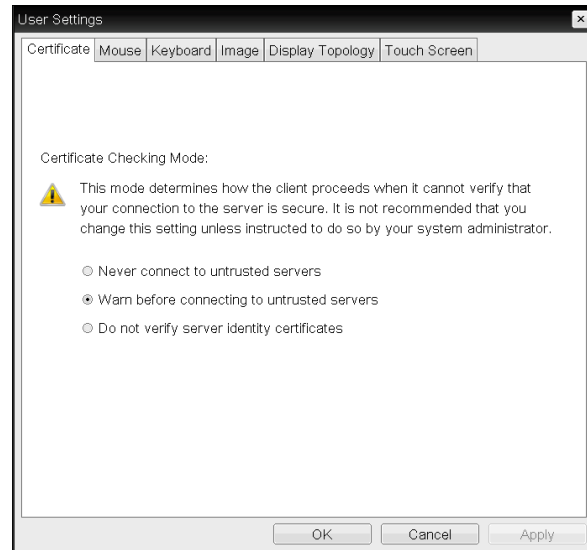 User Settings
Certificate Mouse Keyboard Image Display Topology Touch Screen
Certificate Checking Mode:
This mode determines how the client proceeds when it cannot verify that
your connection to the server is secure. It is not recommended that you
change this setting unless instructed to do so by your system administrator.
Never connect to untrusted servers
Warn before connecting to untrusted servers
Do not verify server identity certificates
OK Cancel Apply